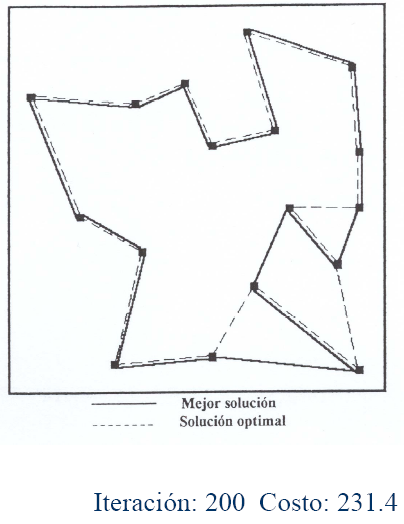 Mejor solución
Solución optimal
Iteración: 200 Costo: 231.4